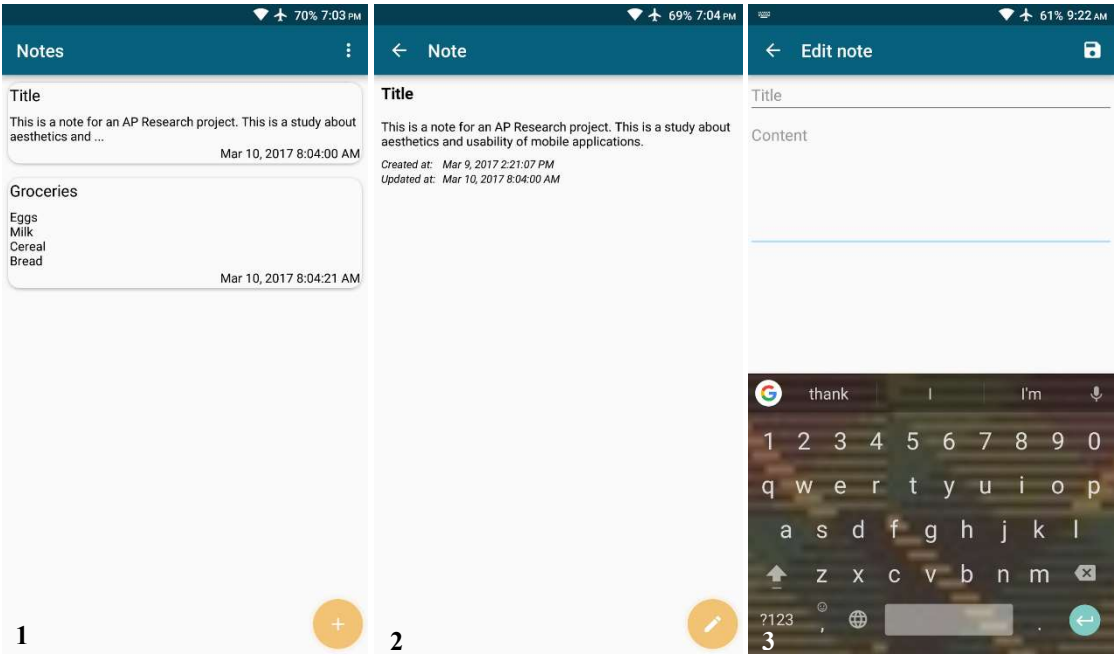 70% 7:03 PM
Notes
Title
This is a note for an AP Research project. This is a study about
aesthetics and ...
Mar 10, 2017 8:04:00 AM
Groceries
Eggs
Milk
Cereal
Bread
Mar 10, 2017 8:04:21 AM
1
69% 7:04 PM
Note
Title
This is a note for an AP Research project. This is a study about
aesthetics and usability of mobile applications.
Created at: Mar 9, 2017 2:21:07 PM
Updated at: Mar 10, 2017 8:04:00 AM
2
61% 9:22 AM
Edit note
Title
Content
G thank I I'm
1 2 3 4 5 6 7 8 9 0
q w e r t y u i o p
a s d f g h j k l
z x c v b n m
?123 , .
3